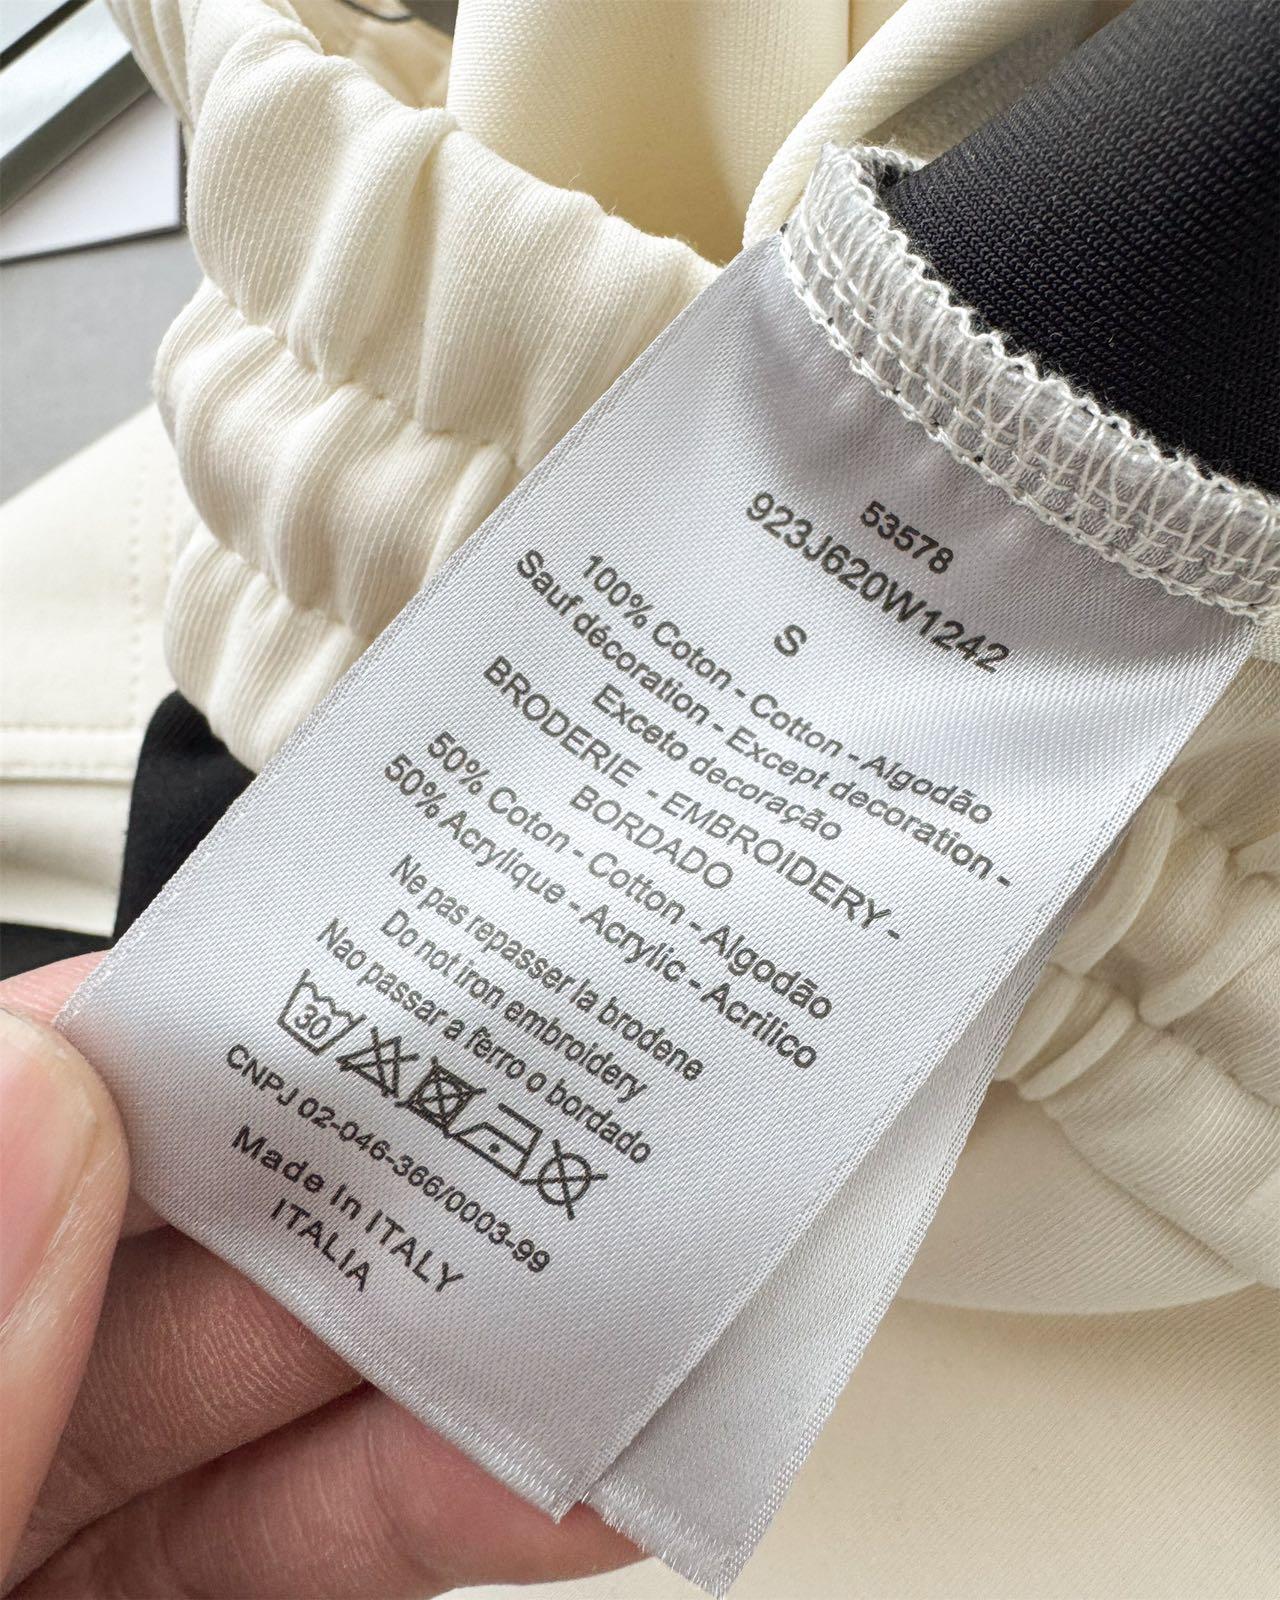 53578
923J620W1242
S
100% Coton - Cotton - Algodão
Sauf décoration - Except decoration -
Exceto decoração
BRODERIE - EMBROIDERY -
BORDADO
50% Coton - Cotton - Algodão
50% Acrylique - Acrylic - Acrilico
Ne pas repasser la brodene
Do not iron embroidery
Nao passar a ferro o bordado
30
CNPJ 02-046-366/0003-99
Made In ITALY
ITALIA